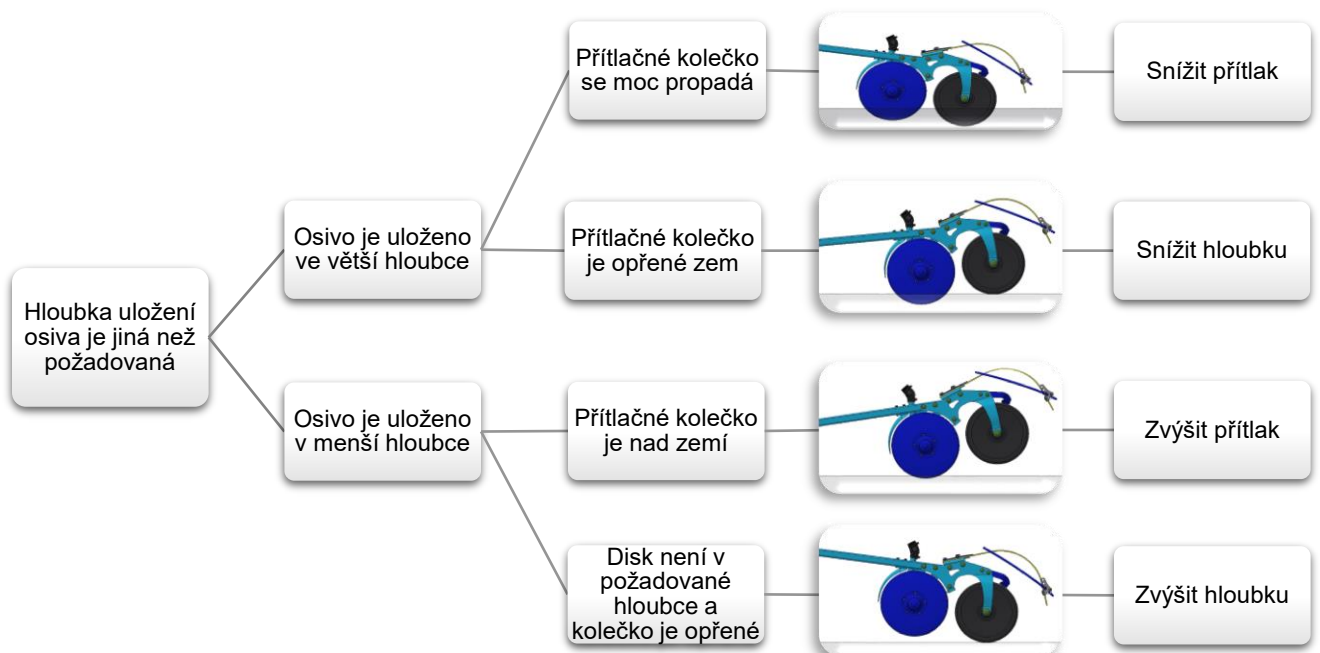 Přítlačné kolečko
se moc propadá
Snížit přítlak
Osivo je uloženo
ve větší hloubce
Přítlačné kolečko
je opřené zem
Snížit hloubku
Hloubka uložení
osiva je jiná než
požadovaná
Osivo je uloženo
v menší hloubce
Přítlačné kolečko
je nad zemí
Zvýšit přítlak
Disk není v
požadované
hloubce a
kolečko je opřené
Zvýšit hloubku